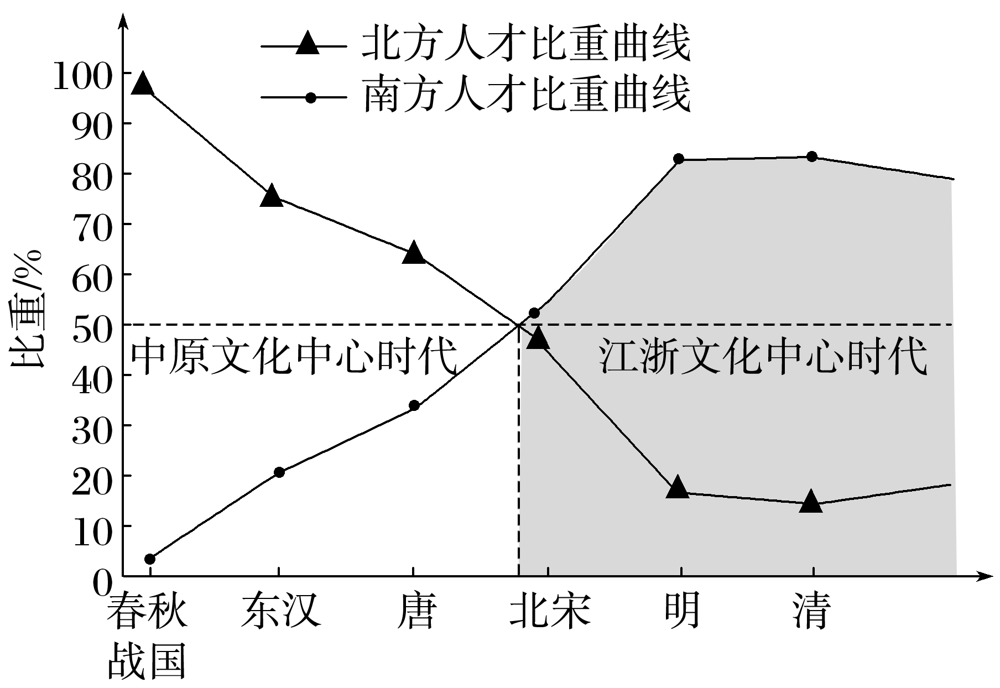 北方人才比重曲线
南方人才比重曲线
比重/%
100
90
80
70
60
50
40
30
20
10
0
中原文化中心时代
江浙文化中心时代
春秋
战国
东汉
唐
北宋
明
清